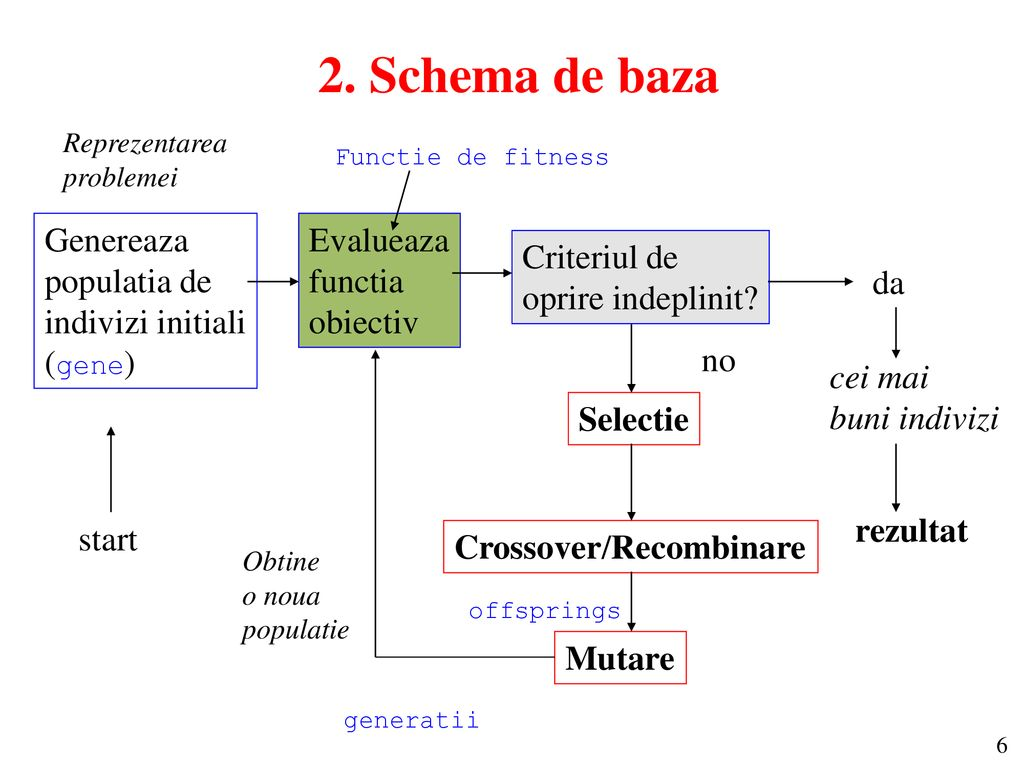 2. Schema de baza
Reprezentarea
problemei
Functie de fitness
Genereaza
populatia de
indivizi initiali
(gene)
Evalueaza
functia
obiectiv
Criteriul de
oprire indeplinit?
da
no
cei mai
buni indivizi
Selectie
start
rezultat
Crossover/Recombinare
Obtine
o noua
populatie
offsprings
Mutare
generatii
6